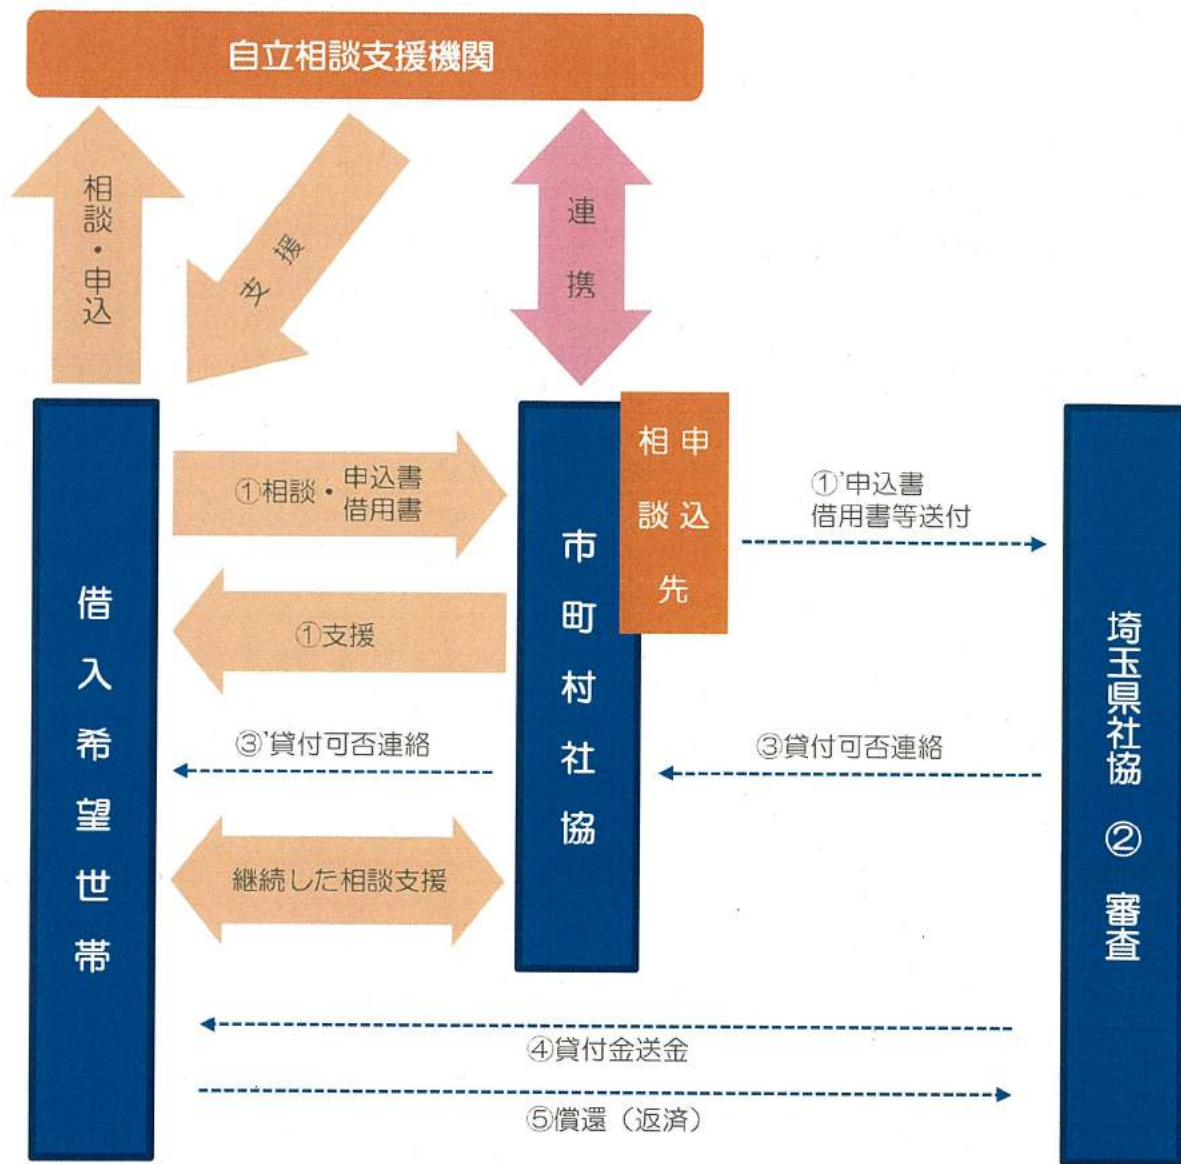 自立相談支援機関
相談・申込
支援
連携
借入希望世帯
①相談・申込書
借用書
①支援
③'貸付可否連絡
継続した相談支援
市町村社協
申込
相談先
①'申込書
借用書等送付
③貸付可否連絡
埼玉県社協 ② 審査
④貸付金送金
⑤償還（返済）